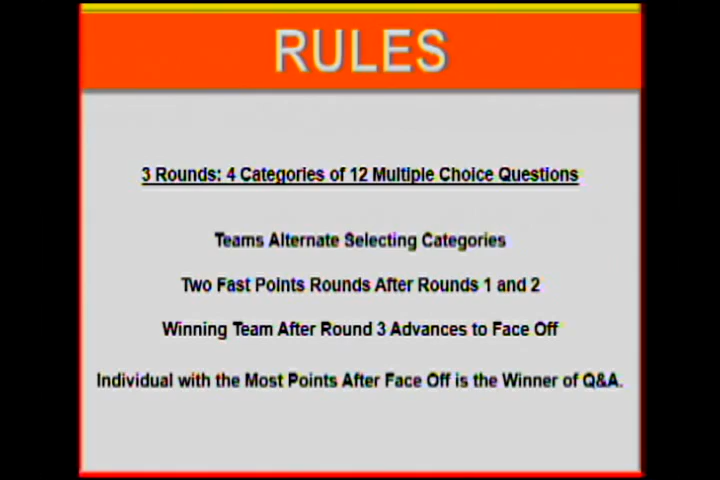 RULES
3 Rounds: 4 Categories of 12 Multiple Choice Questions
Teams Alternate Selecting Categories
Two Fast Points Rounds After Rounds 1 and 2
Winning Team After Round 3 Advances to Face Off
Individual with the Most Points After Face Off is the Winner of Q&A.